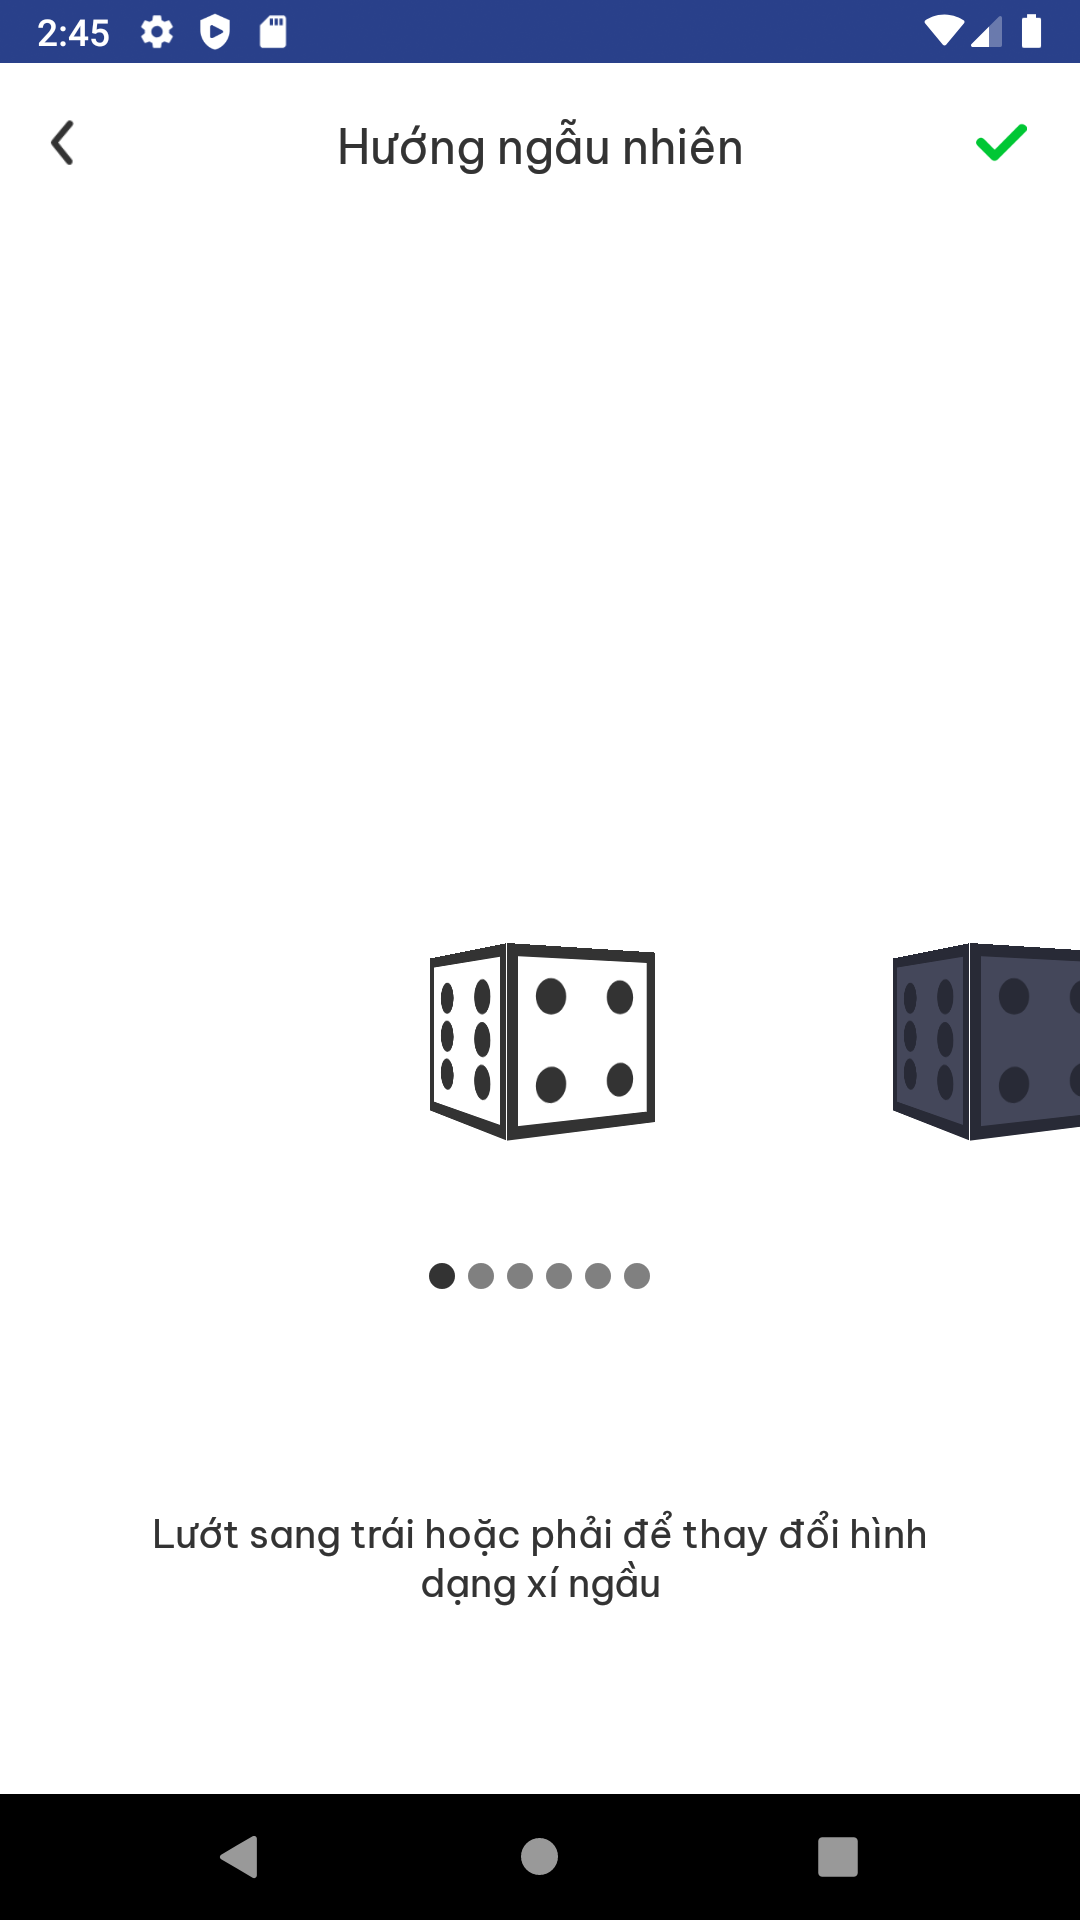 2:45
Hướng ngẫu nhiên
Lướt sang trái hoặc phải để thay đổi hình
dạng xí ngầu